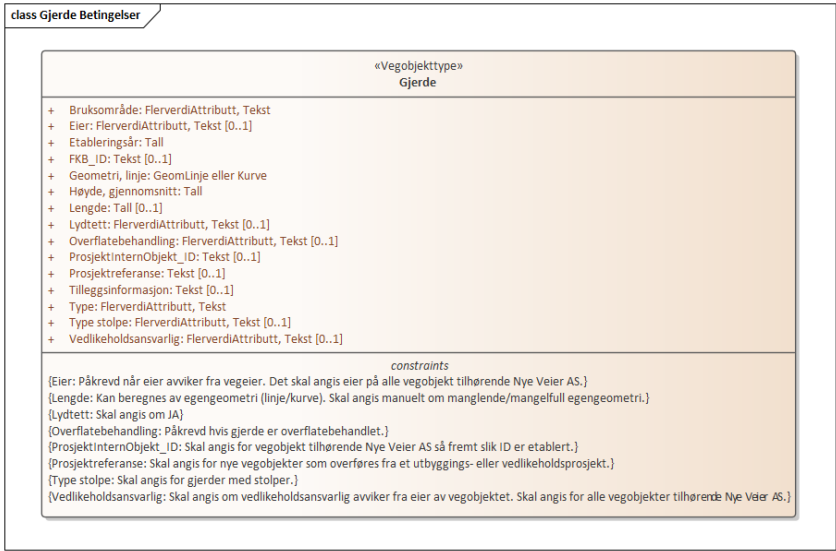 class Gjerde Betingelser
«Vegobjekttype»
Gjerde
+ Bruksområde: FlerverdiAttributt, Tekst
+ Eier: FlerverdiAttributt, Tekst [0..1]
+ Etableringsår: Tall
+ FKB_ID: Tekst [0..1]
+ Geometri, linje: GeomLinje eller Kurve
+ Høyde, gjennomsnitt: Tall
+ Lengde: Tall [0..1]
+ Lydtett: FlerverdiAttributt, Tekst [0..1]
+ Overflatebehandling: FlerverdiAttributt, Tekst [0..1]
+ ProsjektInternObjekt_ID: Tekst [0..1]
+ Prosjektreferanse: Tekst [0..1]
+ Tilleggsinformasjon: Tekst [0..1]
+ Type: FlerverdiAttributt, Tekst
+ Type stolpe: FlerverdiAttributt, Tekst [0..1]
+ Vedlikeholdsansvarlig: FlerverdiAttributt, Tekst [0..1]
constraints
{Eier: Påkrevd når eier avviker fra vegeier. Det skal angis eier på alle vegobjekt tilhørende Nye Veier AS.}
{Lengde: Kan beregnes av egengeometri (linje/kurve). Skal angis manuelt om manglende/mangelfull egengeometri.}
{Lydtett: Skal angis om JA}
{Overflatebehandling: Påkrevd hvis gjerde er overflatebehandlet.}
{ProsjektInternObjekt_ID: Skal angis for vegobjekt tilhørende Nye Veier AS så fremt slik ID er etablert.}
{Prosjektreferanse: Skal angis for nye vegobjekter som overføres fra et utbyggings- eller vedlikeholdsprosjekt.}
{Type stolpe: Skal angis for gjerder med stolper.}
{Vedlikeholdsansvarlig: Skal angis om vedlikeholdsansvarlig avviker fra eier av vegobjektet. Skal angis for alle vegobjekter tilhørende Nye Veier AS.}